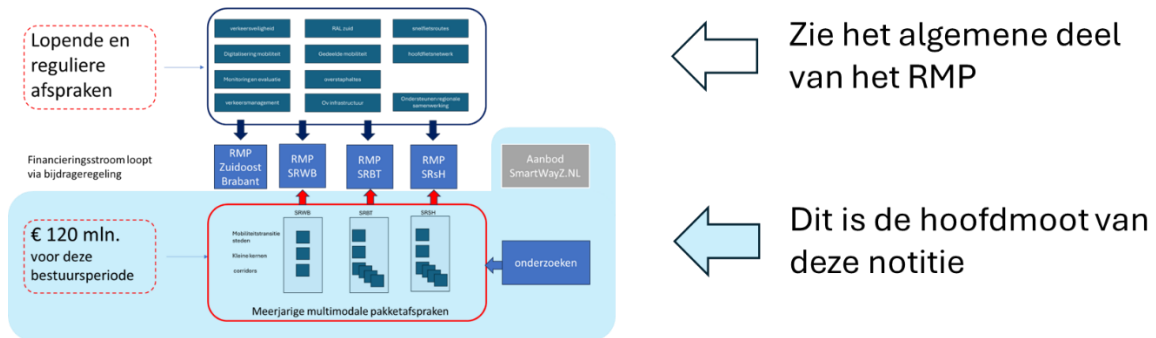 Lopende en
reguliere
afspraken
verkeersveiligheid
RAL zuid
snelfietsroutes
Digitalisering mobiliteit
Gedeelde mobiliteit
hoofdfietsnetwerk
Monitoring en evaluatie
overstaphubs
verkeersmanagement
Ov infrastructuur
Ondersteunen regionale
samenwerking
Zie het algemene deel
van het RMP
Financieringsstroom loopt
via bijdrageregeling
RMP
Zuidoost
Brabant
RMP
SRWB
RMP
SRBT
RMP
SRsH
Aanbod
SmartWayZ.NL
€ 120 mln.
voor deze
bestuursperiode
SRWB
SRBT
SRSH
Mobiliteitstransitie
steden
Kleine kernen
corridors
Meerjarige multimodale pakketafspraken
onderzoeken
Dit is de hoofdmoot van
deze notitie